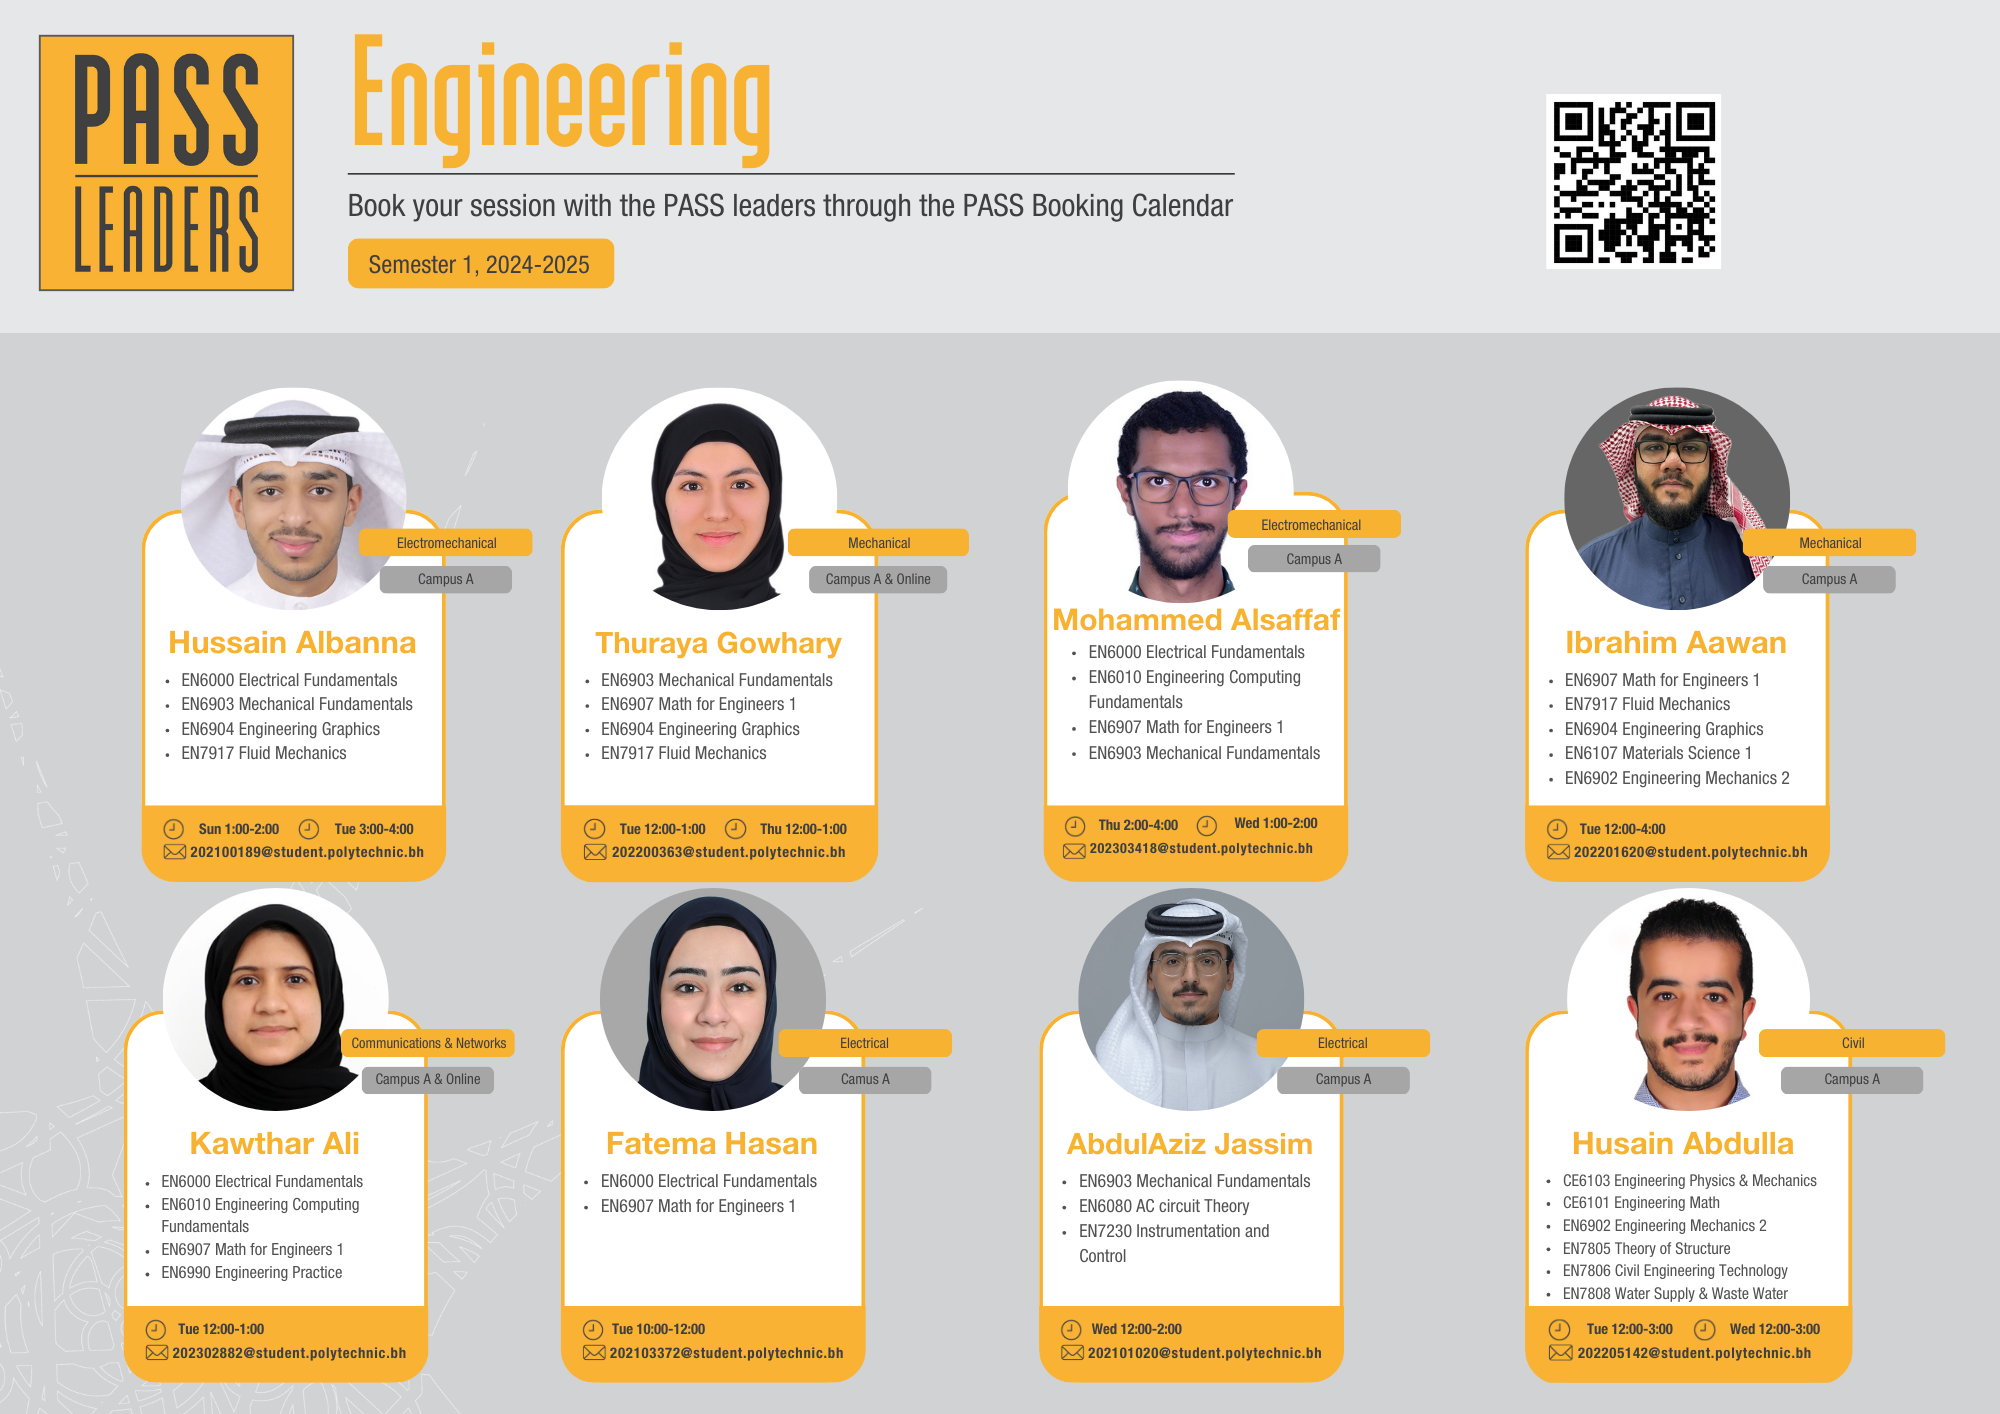 PASS
LEADERS
Engineering
Book your session with the PASS leaders through the PASS Booking Calendar
Semester 1, 2024-2025
Electromechanical
Campus A
Hussain Albanna
• EN6000 Electrical Fundamentals
• EN6903 Mechanical Fundamentals
• EN6904 Engineering Graphics
• EN7917 Fluid Mechanics
Sun 1:00-2:00 Tue 3:00-4:00
202100189@student.polytechnic.bh
Mechanical
Campus A & Online
Thuraya Gowhary
• EN6903 Mechanical Fundamentals
• EN6907 Math for Engineers 1
• EN6904 Engineering Graphics
• EN7917 Fluid Mechanics
Tue 12:00-1:00 Thu 12:00-1:00
202200363@student.polytechnic.bh
Electromechanical
Campus A
Mohammed Alsaffaf
• EN6000 Electrical Fundamentals
• EN6010 Engineering Computing
Fundamentals
• EN6907 Math for Engineers 1
• EN6903 Mechanical Fundamentals
Thu 2:00-4:00 Wed 1:00-2:00
202303418@student.polytechnic.bh
Mechanical
Campus A
Ibrahim Aawan
• EN6907 Math for Engineers 1
• EN7917 Fluid Mechanics
• EN6904 Engineering Graphics
• EN6107 Materials Science 1
• EN6902 Engineering Mechanics 2
Tue 12:00-4:00
202201620@student.polytechnic.bh
Communications & Networks
Campus A & Online
Kawthar Ali
• EN6000 Electrical Fundamentals
• EN6010 Engineering Computing
Fundamentals
• EN6907 Math for Engineers 1
• EN6990 Engineering Practice
Tue 12:00-1:00
202302882@student.polytechnic.bh
Electrical
Camus A
Fatema Hasan
• EN6000 Electrical Fundamentals
• EN6907 Math for Engineers 1
Tue 10:00-12:00
202103372@student.polytechnic.bh
Electrical
Campus A
AbdulAziz Jassim
• EN6903 Mechanical Fundamentals
• EN6080 AC circuit Theory
• EN7230 Instrumentation and
Control
Wed 12:00-2:00
202101020@student.polytechnic.bh
Civil
Campus A
Husain Abdulla
• CE6103 Engineering Physics & Mechanics
• CE6101 Engineering Math
• EN6902 Engineering Mechanics 2
• EN7805 Theory of Structure
• EN7806 Civil Engineering Technology
• EN7808 Water Supply & Waste Water
Tue 12:00-3:00 Wed 12:00-3:00
202205142@student.polytechnic.bh